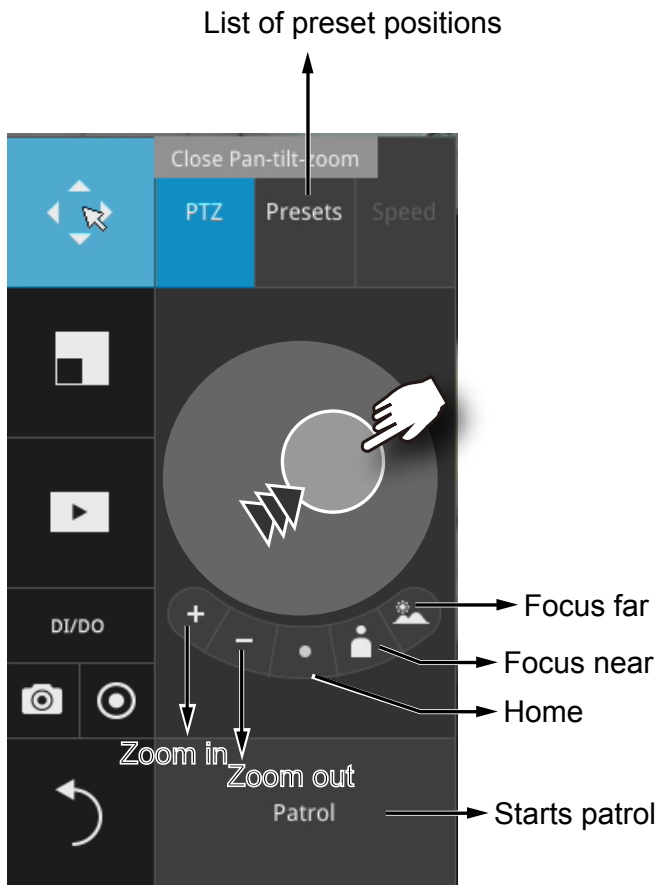 List of preset positions
Close Pan-tilt-zoom
PTZ Presets Speed
DI/DO
Focus far
Focus near
Home
Zoom in
Zoom out
Patrol
Starts patrol